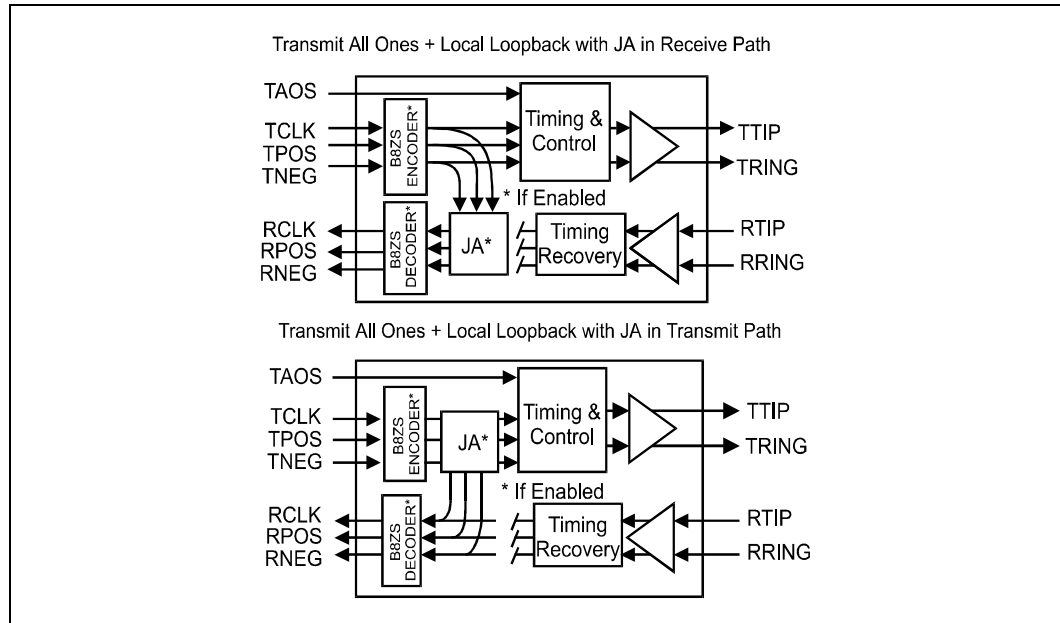 Transmit All Ones + Local Loopback with JA in Receive Path
TAOS
TCLK
TPOS
TNEG
B8ZS
ENCODER*
Timing &
Control
TTIP
TRING
* If Enabled
RCLK
RPOS
RNEG
B8ZS
DECODER*
JA*
Timing
Recovery
RTIP
RRING
Transmit All Ones + Local Loopback with JA in Transmit Path
TAOS
TCLK
TPOS
TNEG
B8ZS
ENCODER*
JA*
Timing &
Control
TTIP
TRING
* If Enabled
RCLK
RPOS
RNEG
B8ZS
DECODER*
Timing
Recovery
RTIP
RRING